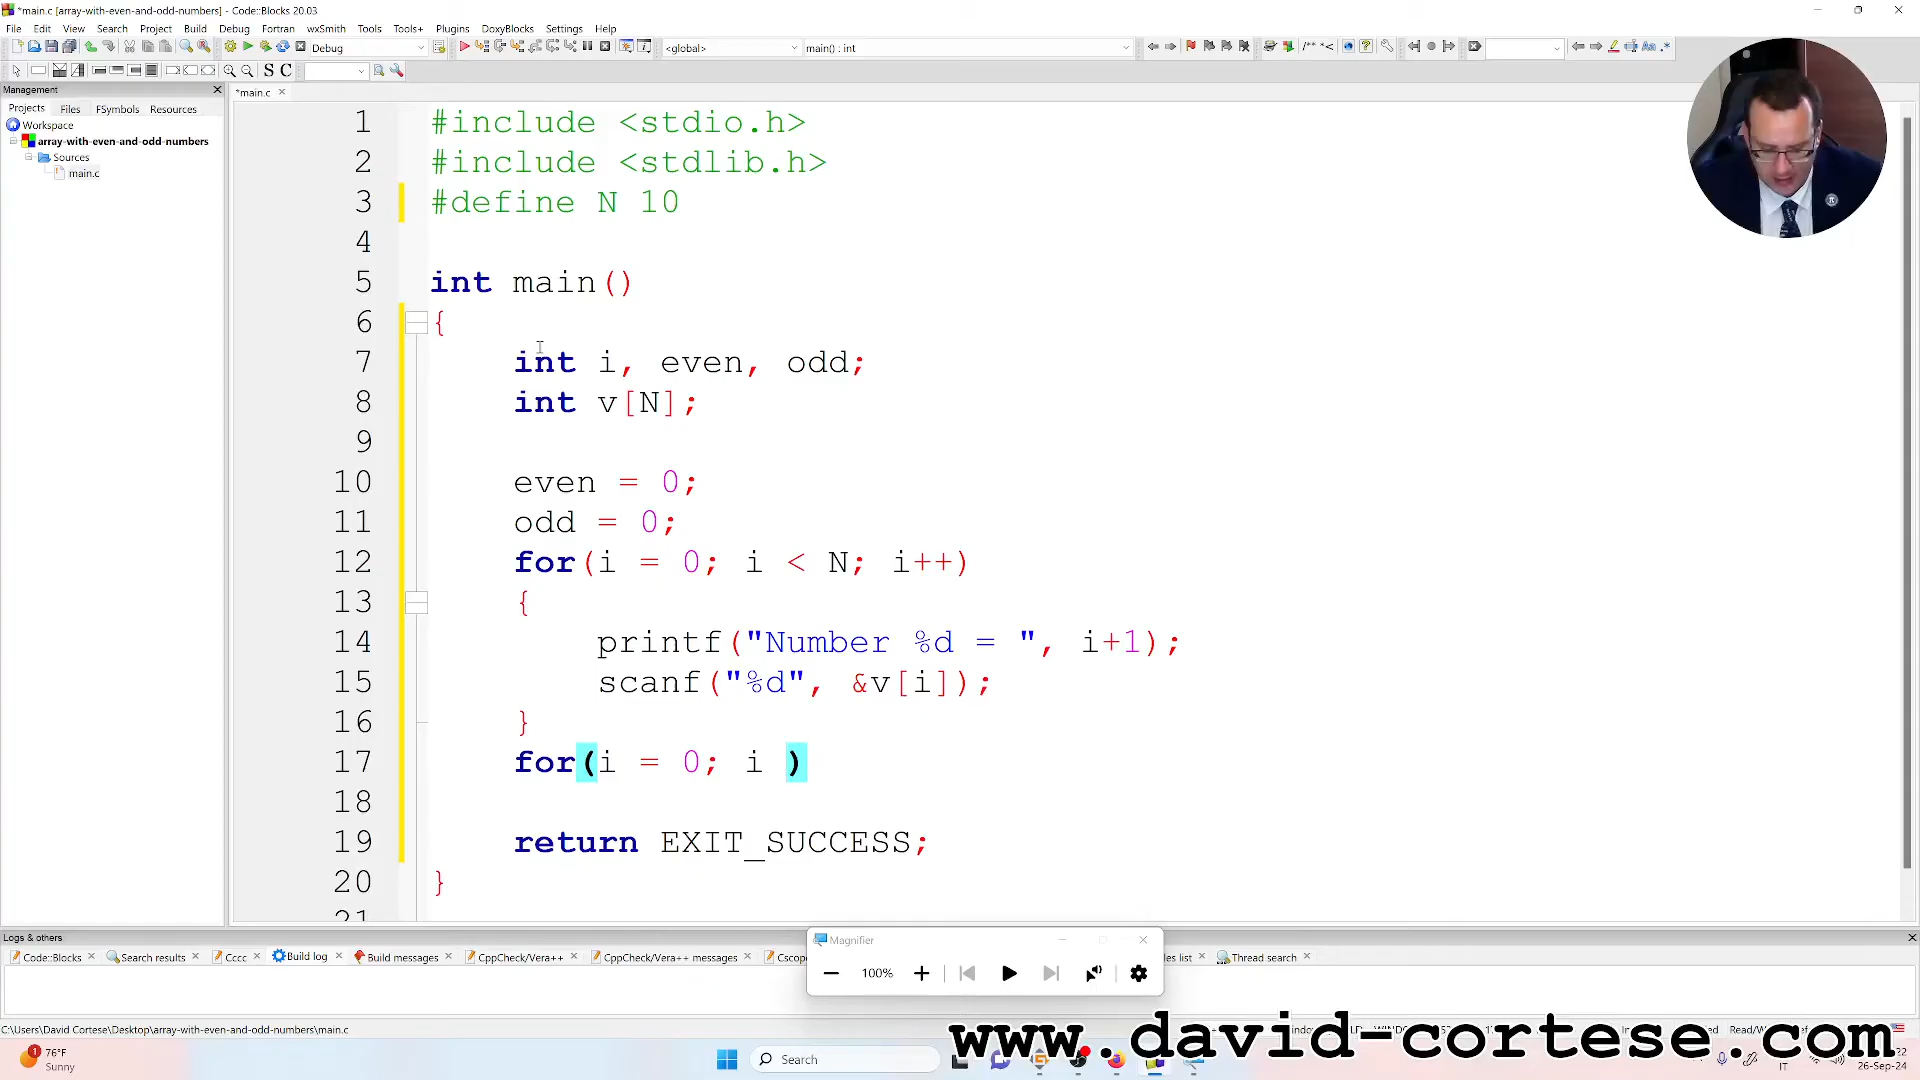 *main.c [array-with-even-and-odd-numbers] - Code::Blocks 20.03
File Edit View Search Project Build Debug Fortran wxSmith Tools Tools+ Plugins DoxyBlocks Settings Help
Debug <global> main() : int
S C
Management
Projects Files FSymbols Resources
Workspace
array-with-even-and-odd-numbers
Sources
main.c
*main.c
1 #include <stdio.h>
2 #include <stdlib.h>
3 #define N 10
4
5 int main()
6 {
7 int i, even, odd;
8 int v[N];
9
10 even = 0;
11 odd = 0;
12 for(i = 0; i < N; i++)
13 {
14 printf("Number %d = ", i+1);
15 scanf("%d", &v[i]);
16 }
17 for(i = 0; i )
18
19 return EXIT_SUCCESS;
20 }
21
Logs & others
Code::Blocks Search results Cccc Build log Build messages CppCheck/Vera++ CppCheck/Vera++ messages Cscope Thread search
Magnifier
100%
C:\Users\David Cortese\Desktop\array-with-even-and-odd-numbers\main.c
www.david-cortese.com
1
76°F
Sunny
Search
IT
26-Sep-24